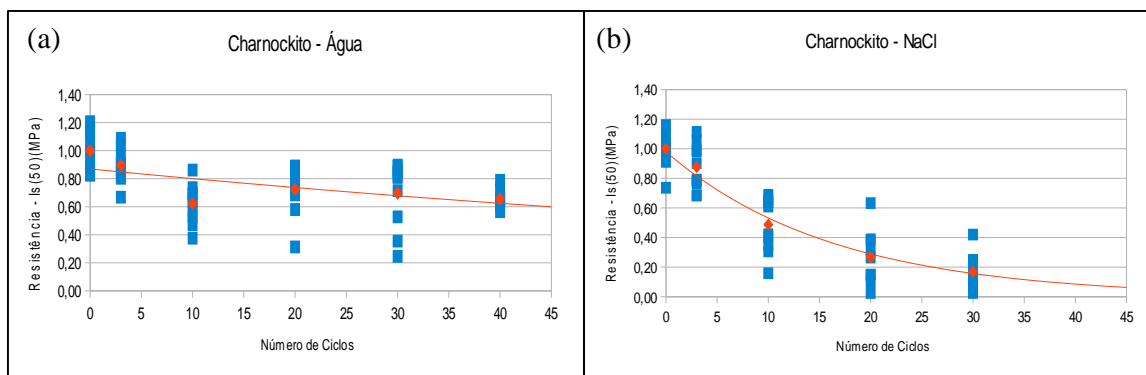 (a)
Charnockito - Água
Resistência - Is(50)(MPa)
1,40
1,20
1,00
0,80
0,60
0,40
0,20
0,00
0 5 10 15 20 25 30 35 40 45
Número de Ciclos
(b)
Charnockito - NaCl
Resistência - Is(50)(MPa)
1,40
1,20
1,00
0,80
0,60
0,40
0,20
0,00
0 5 10 15 20 25 30 35 40 45
Número de Ciclos